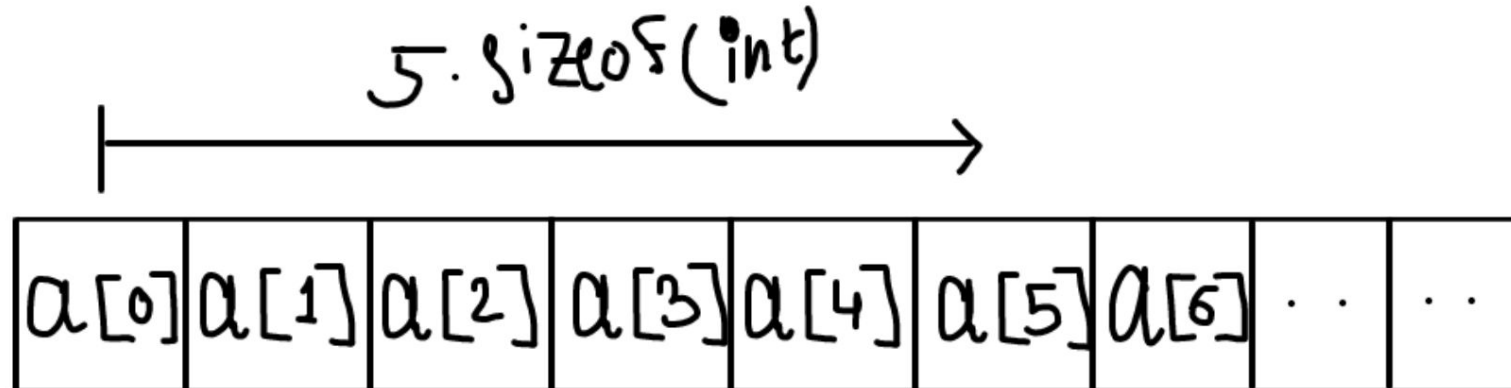 5. sizeof(int)
a[0] a[1] a[2] a[3] a[4] a[5] a[6] .. ..